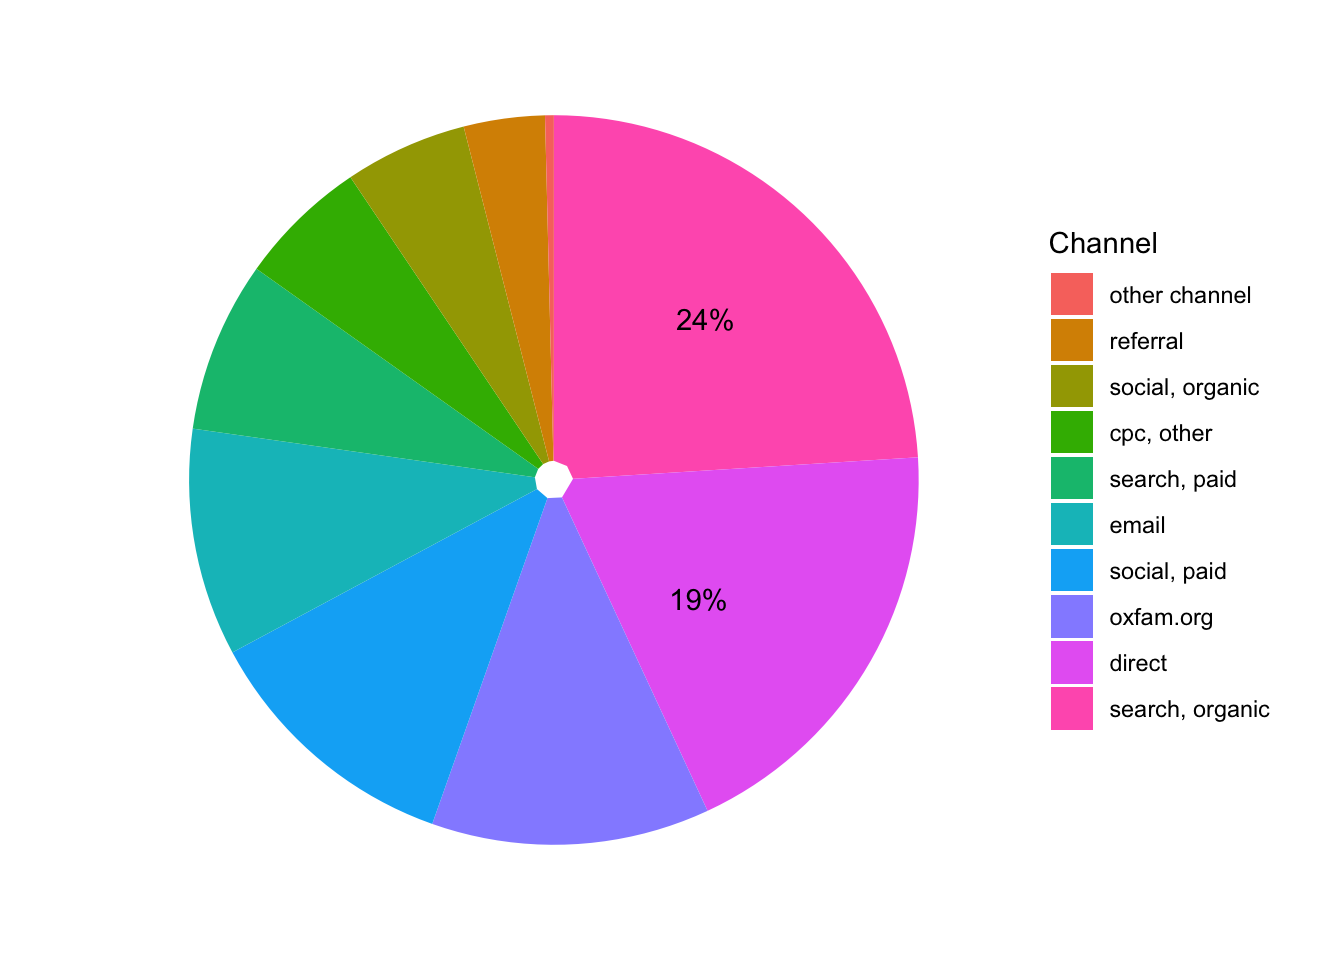 24%
19%
Channel
other channel
referral
social, organic
cpc, other
search, paid
email
social, paid
oxfam.org
direct
search, organic